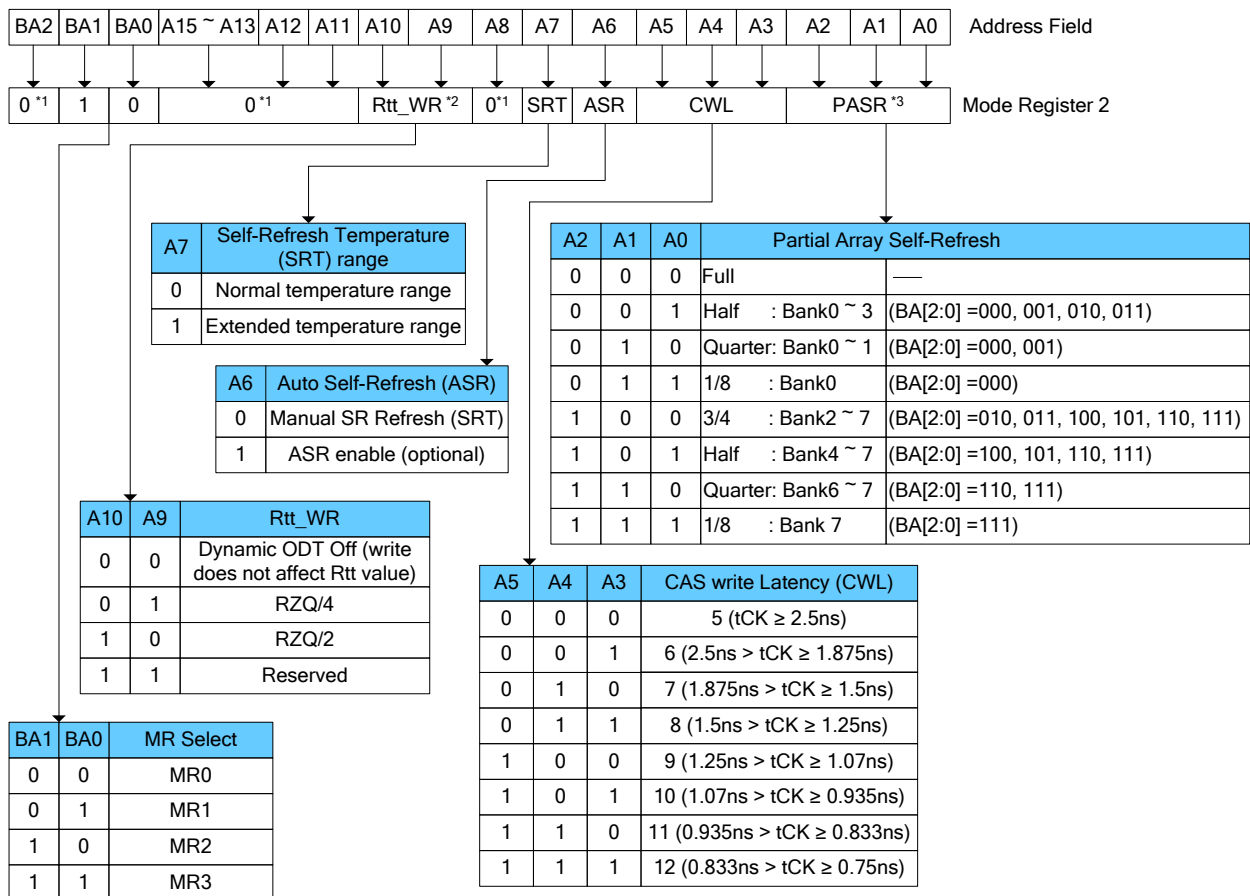 BA2 BA1 BA0 A15 ~ A13 A12 A11 A10 A9 A8 A7 A6 A5 A4 A3 A2 A1 A0 Address Field
0 *1 1 0 0 *1 Rtt_WR *2 0 *1 SRT ASR CWL PASR *3 Mode Register 2
A7 Self-Refresh Temperature (SRT) range
0 Normal temperature range
1 Extended temperature range
A2 A1 A0 Partial Array Self-Refresh
0 0 0 Full —
0 0 1 Half : Bank0 ~ 3 (BA[2:0] =000, 001, 010, 011)
0 1 0 Quarter: Bank0 ~ 1 (BA[2:0] =000, 001)
0 1 1 1/8 : Bank0 (BA[2:0] =000)
1 0 0 3/4 : Bank2 ~ 7 (BA[2:0] =010, 011, 100, 101, 110, 111)
1 0 1 Half : Bank4 ~ 7 (BA[2:0] =100, 101, 110, 111)
1 1 0 Quarter: Bank6 ~ 7 (BA[2:0] =110, 111)
1 1 1 1/8 : Bank 7 (BA[2:0] =111)
A6 Auto Self-Refresh (ASR)
0 Manual SR Refresh (SRT)
1 ASR enable (optional)
A10 A9 Rtt_WR
0 0 Dynamic ODT Off (write does not affect Rtt value)
0 1 RZQ/4
1 0 RZQ/2
1 1 Reserved
A5 A4 A3 CAS write Latency (CWL)
0 0 0 5 (tCK ≥ 2.5ns)
0 0 1 6 (2.5ns > tCK ≥ 1.875ns)
0 1 0 7 (1.875ns > tCK ≥ 1.5ns)
0 1 1 8 (1.5ns > tCK ≥ 1.25ns)
1 0 0 9 (1.25ns > tCK ≥ 1.07ns)
1 0 1 10 (1.07ns > tCK ≥ 0.935ns)
1 1 0 11 (0.935ns > tCK ≥ 0.833ns)
1 1 1 12 (0.833ns > tCK ≥ 0.75ns)
BA1 BA0 MR Select
0 0 MR0
0 1 MR1
1 0 MR2
1 1 MR3